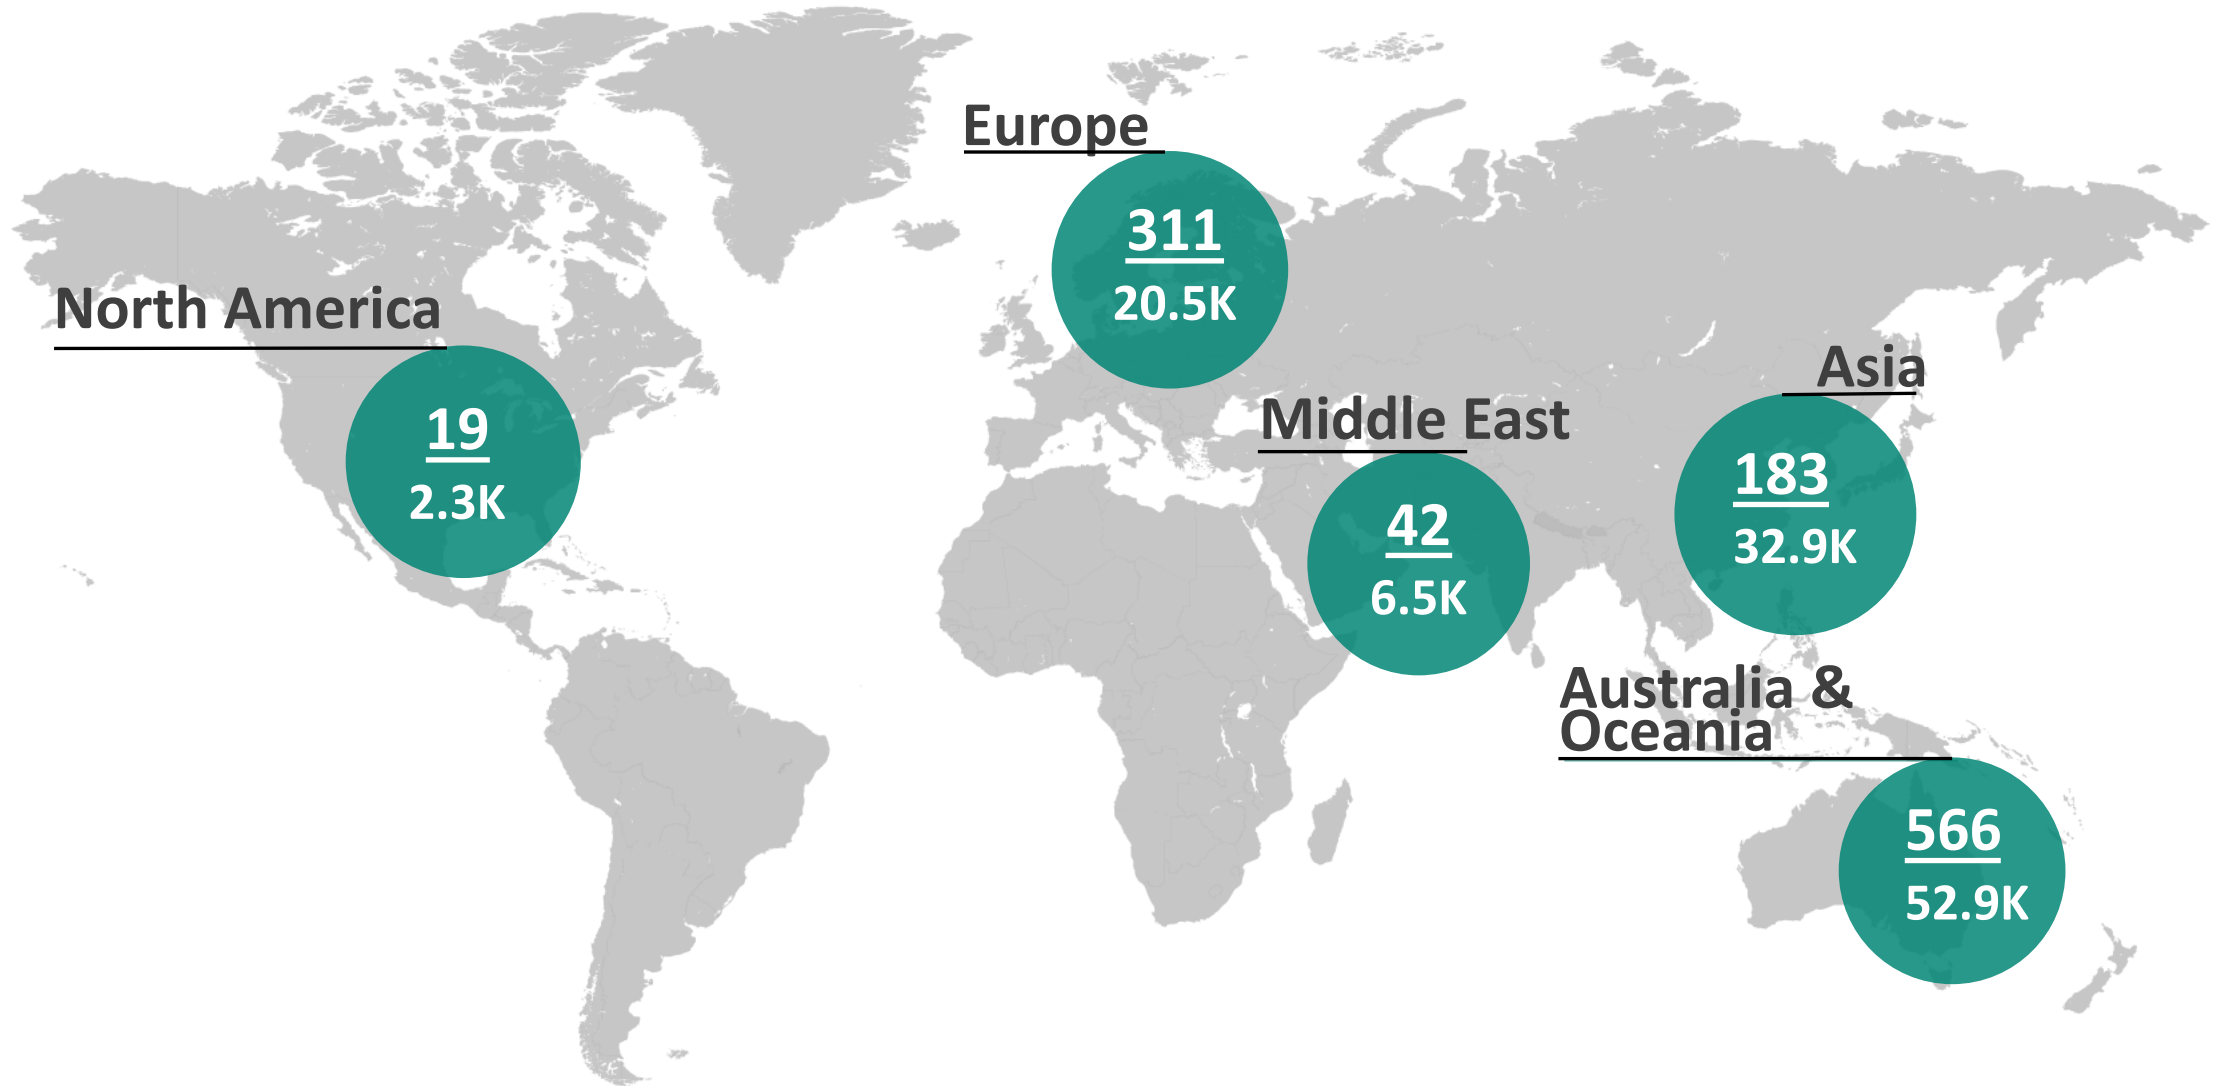 Europe
311
20.5K
North America
19
2.3K
Asia
183
32.9K
Middle East
42
6.5K
Australia &
Oceania
566
52.9K